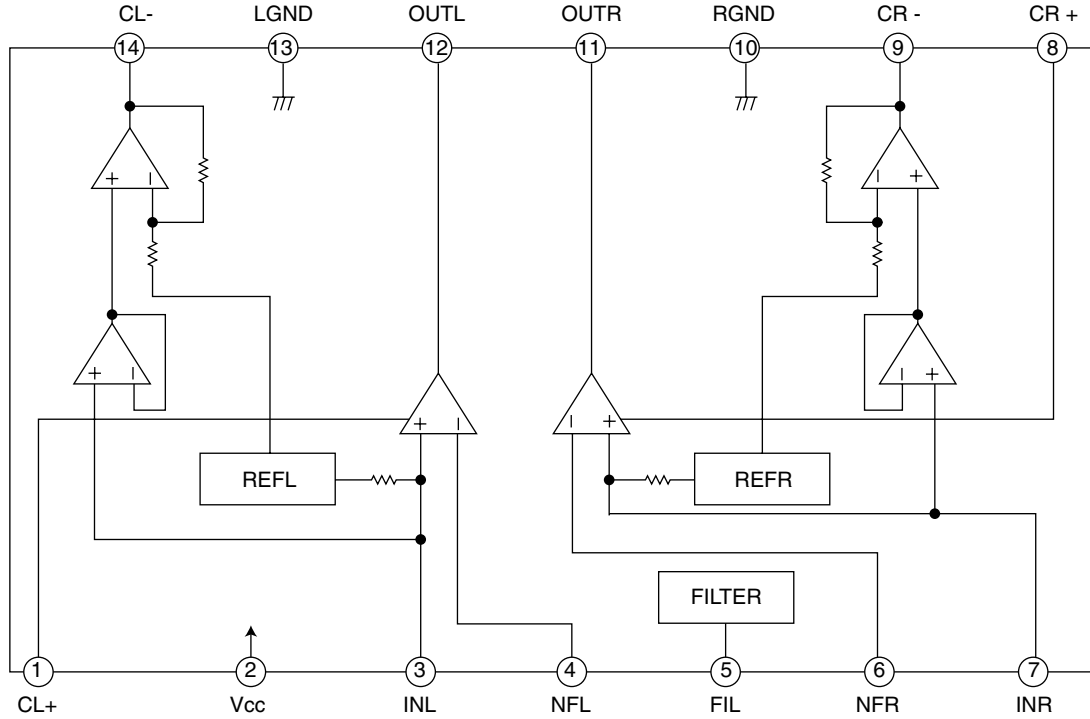 CL- LGND OUTL OUTR RGND CR - CR +
14 13 12 11 10 9 8
+ − − +
+ − + − − + − +
REFL REFR
FILTER
1 2 3 4 5 6 7
CL+ Vcc INL NFL FIL NFR INR